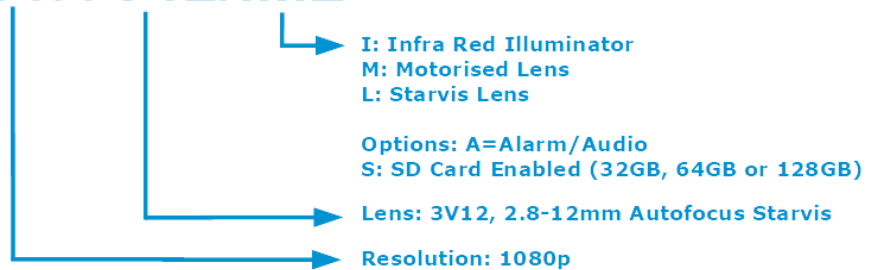 I: Infra Red Illuminator
M: Motorised Lens
L: Starvis Lens
Options: A=Alarm/Audio
S: SD Card Enabled (32GB, 64GB or 128GB)
Lens: 3V12, 2.8-12mm Autofocus Starvis
Resolution: 1080p